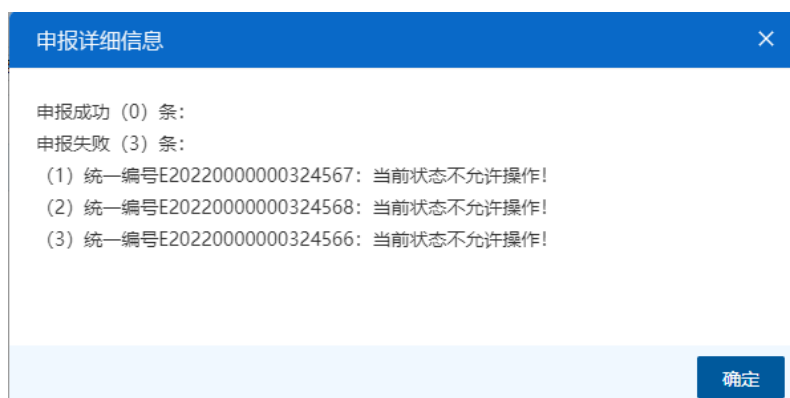 申报详细信息
申报成功（0）条：
申报失败（3）条：
（1）统一编号E20220000000324567：当前状态不允许操作！
（2）统一编号E20220000000324568：当前状态不允许操作！
（3）统一编号E20220000000324566：当前状态不允许操作！
确定